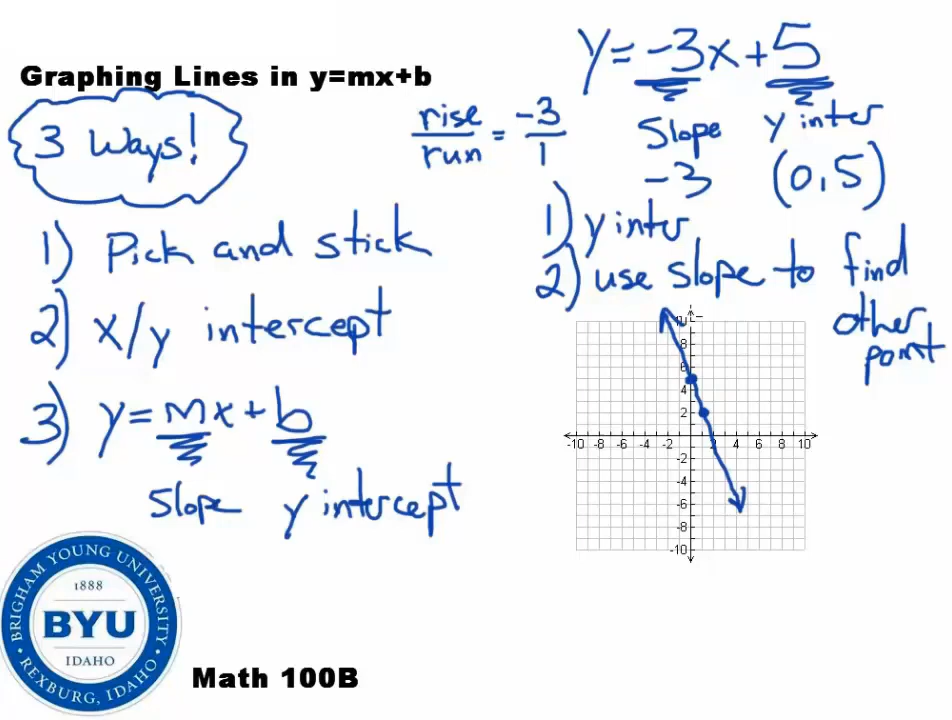 Graphing Lines in y=mx+b
3 Ways!
1) Pick and stick
2) x/y intercept
3) y=mx+b
Slope y intercept
y=-3x+5
rise/run = -3/1
Slope y inter
-3 (0,5)
1) y inter
2) use slope to find other point
10
8
6
4
2
-10 -8 -6 -4 -2 2 4 6 8 10
-2
-4
-6
-8
-10
BRIGHAM YOUNG UNIVERSITY
1888
BYU
IDAHO
REXBURG, IDAHO
Math 100B